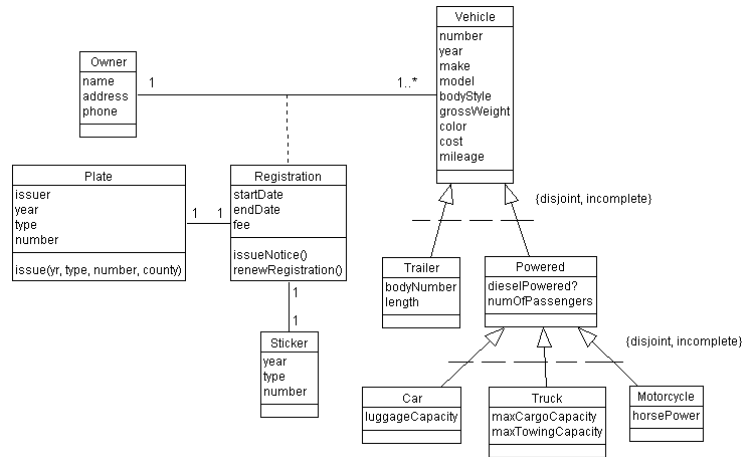 Vehicle
number
year
make
model
bodyStyle
grossWeight
color
cost
mileage
Owner
name
address
phone
1
1..*
Plate
issuer
year
type
number
issue(yr, type, number, county)
1
1
Registration
startDate
endDate
fee
issueNotice()
renewRegistration()
1
1
Sticker
year
type
number
{disjoint, incomplete}
Trailer
bodyNumber
length
Powered
dieselPowered?
numOfPassengers
{disjoint, incomplete}
Car
luggageCapacity
Truck
maxCargoCapacity
maxTowingCapacity
Motorcycle
horsePower